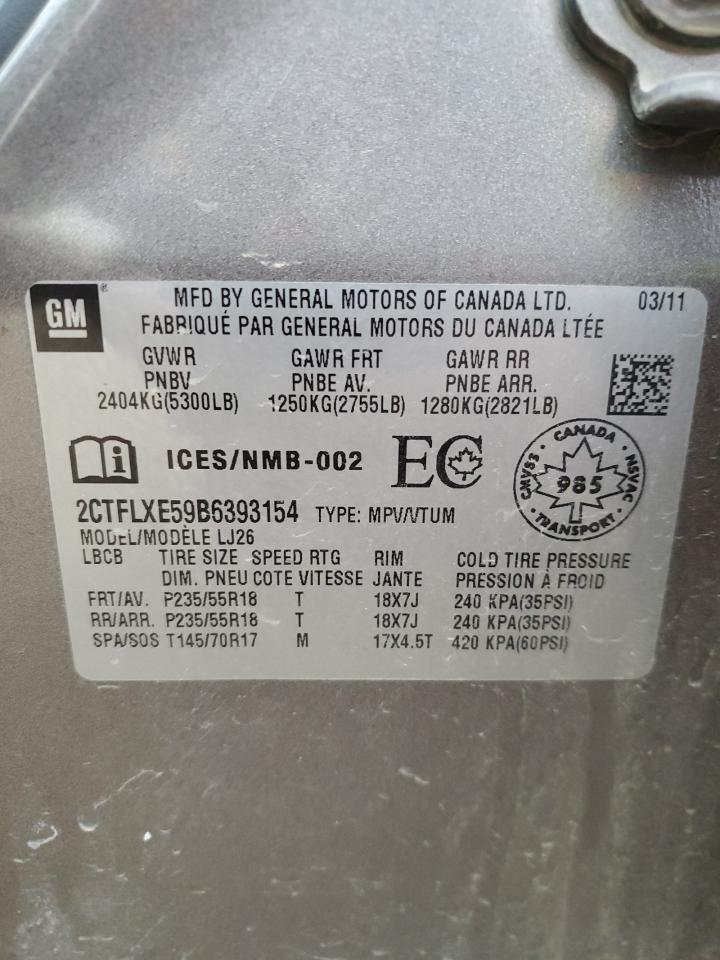 GM®
MFD BY GENERAL MOTORS OF CANADA LTD. 03/11
FABRIQUÉ PAR GENERAL MOTORS DU CANADA LTÉE
GVWR GAWR FRT GAWR RR
PNBV PNBE AV. PNBE ARR.
2404KG(5300LB) 1250KG(2755LB) 1280KG(2821LB)
i ICES/NMB-002 EC
CANADA
CMVSS 985 NSVAC
TRANSPORT
2CTFLXE59B6393154 TYPE: MPV/VTUM
MODEL/MODÈLE LJ26
LBCB TIRE SIZE SPEED RTG RIM COLD TIRE PRESSURE
DIM. PNEU COTE VITESSE JANTE PRESSION À FROID
FRT/AV. P235/55R18 T 18X7J 240 KPA(35PSI)
RR/ARR. P235/55R18 T 18X7J 240 KPA(35PSI)
SPA/SOS T145/70R17 M 17X4.5T 420 KPA(60PSI)